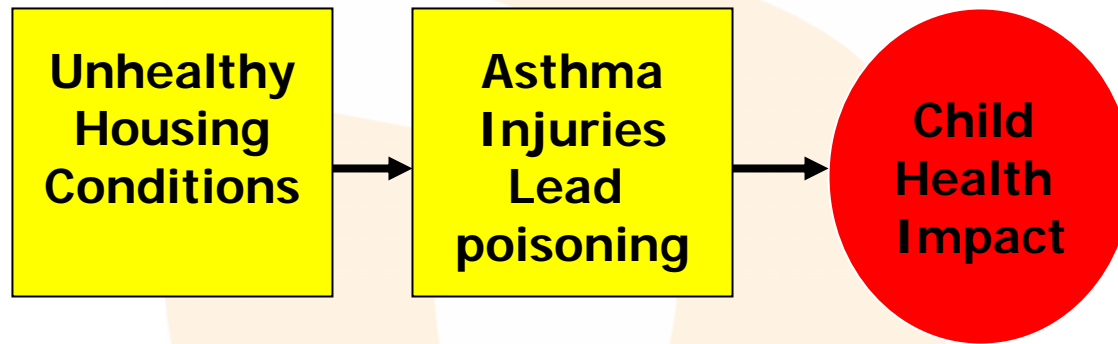 Unhealthy
Housing
Conditions
Asthma
Injuries
Lead
poisoning
Child
Health
Impact